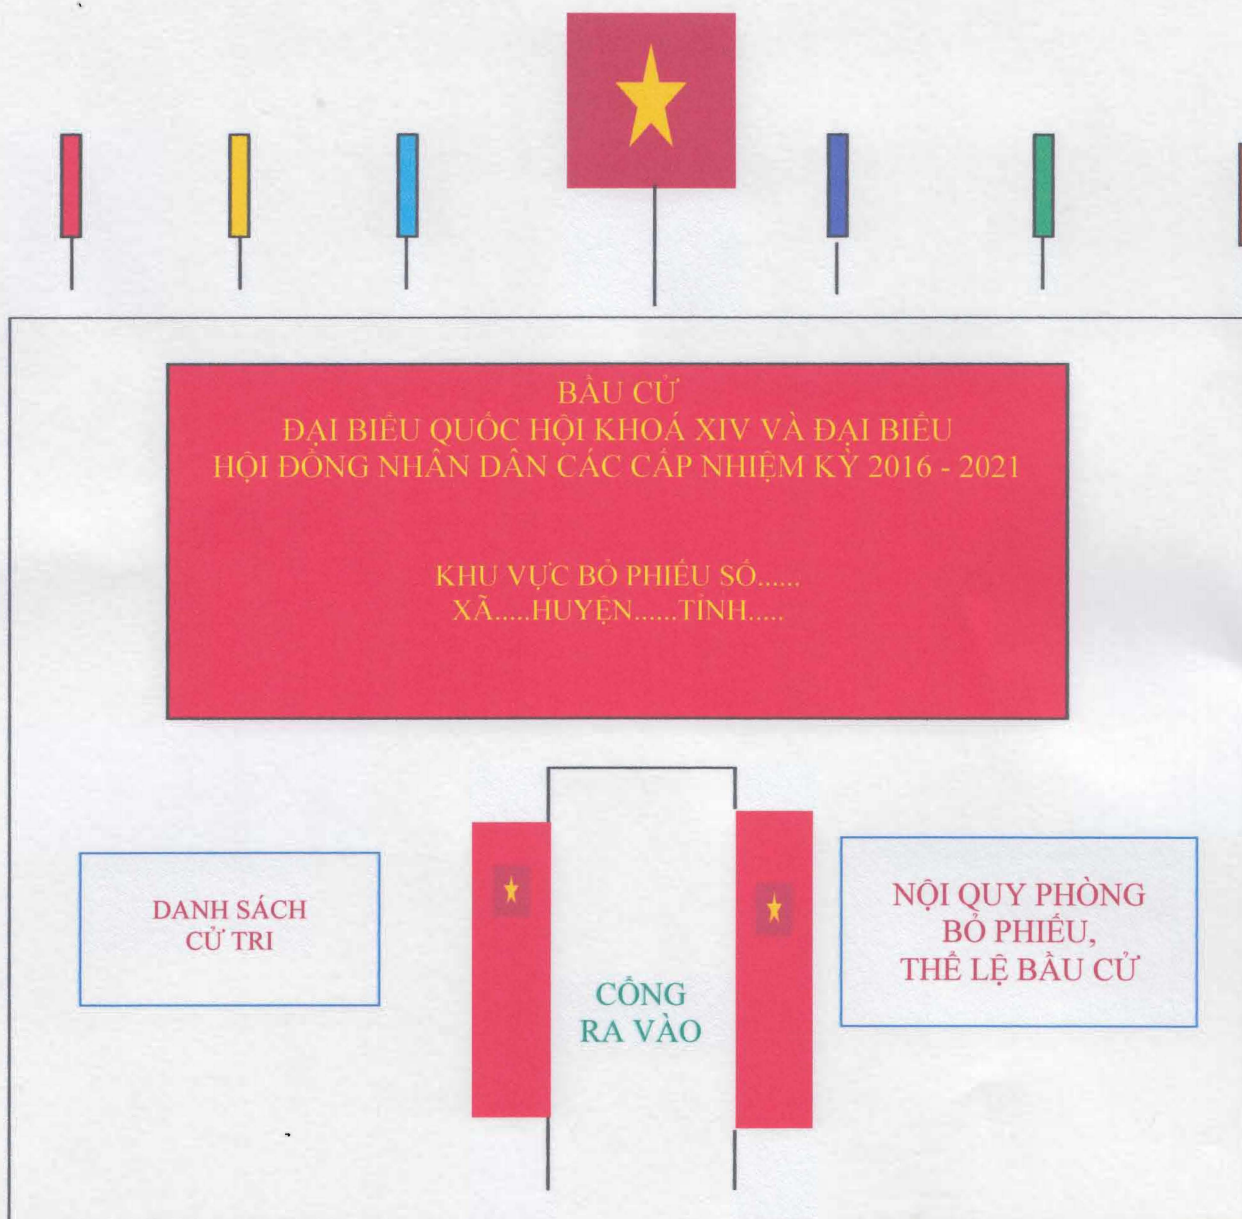 BẦU CỬ
ĐẠI BIỂU QUỐC HỘI KHOÁ XIV VÀ ĐẠI BIỂU
HỘI ĐỒNG NHÂN DÂN CÁC CẤP NHIỆM KỲ 2016 - 2021
KHU VỰC BỎ PHIẾU SỐ......
XÃ.....HUYỆN......TỈNH.....
DANH SÁCH
CỬ TRI
CỔNG
RA VÀO
NỘI QUY PHÒNG
BỎ PHIẾU,
THỂ LỆ BẦU CỬ